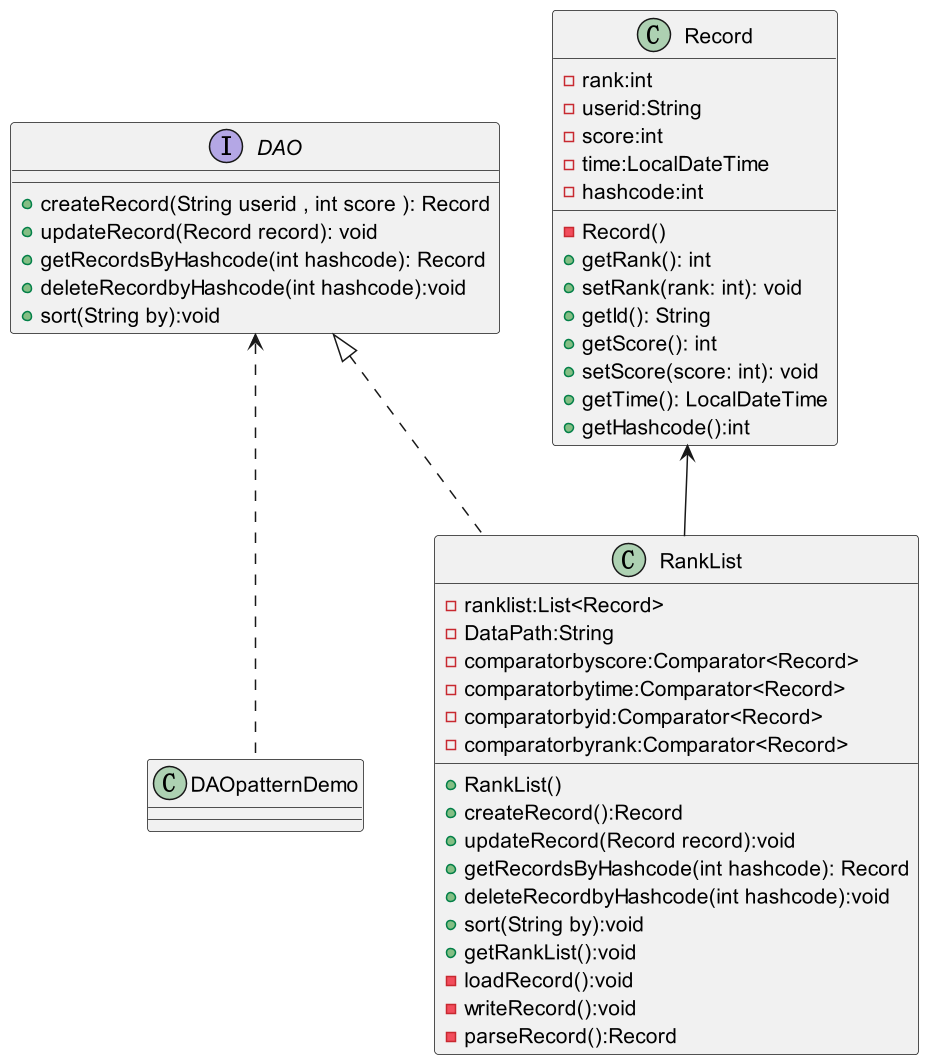 I DAO
createRecord(String userid , int score ): Record
updateRecord(Record record): void
getRecordsByHashcode(int hashcode): Record
deleteRecordbyHashcode(int hashcode):void
sort(String by):void
C Record
rank:int
userid:String
score:int
time:LocalDateTime
hashcode:int
Record()
getRank(): int
setRank(rank: int): void
getId(): String
getScore(): int
setScore(score: int): void
getTime(): LocalDateTime
getHashcode():int
C RankList
ranklist:List<Record>
DataPath:String
comparatorbyscore:Comparator<Record>
comparatorbytime:Comparator<Record>
comparatorbyid:Comparator<Record>
comparatorbyrank:Comparator<Record>
RankList()
createRecord():Record
updateRecord(Record record):void
getRecordsByHashcode(int hashcode): Record
deleteRecordbyHashcode(int hashcode):void
sort(String by):void
getRankList():void
loadRecord():void
writeRecord():void
parseRecord():Record
C DAOpatternDemo